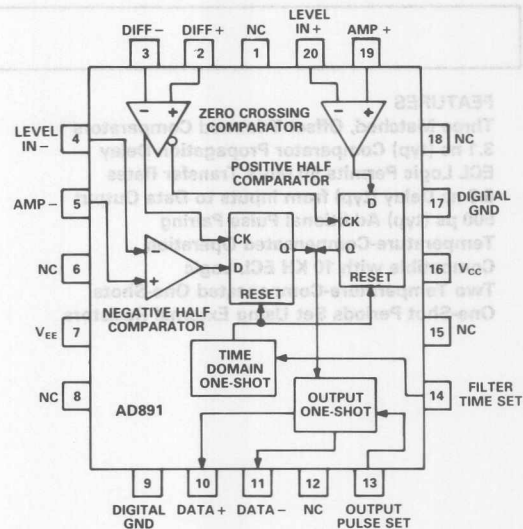 DIFF− DIFF+ NC LEVEL IN+ AMP+
3 2 1 20 19
FEATURES
− + − +
ZERO CROSSING
COMPARATOR
LEVEL
IN−
4
18 NC
POSITIVE HALF
COMPARATOR
AMP− 5
17 DIGITAL
GND
D
CK
CK Q Q
− +
D
NC 6
16 VCC
RESET RESET
NEGATIVE HALF
COMPARATOR
VEE 7
15 NC
TIME
DOMAIN
ONE-SHOT
NC 8
14 FILTER
TIME SET
AD891
OUTPUT
ONE-SHOT
9 10 11 12 13
DIGITAL
GND
DATA+ DATA− NC OUTPUT
PULSE SET